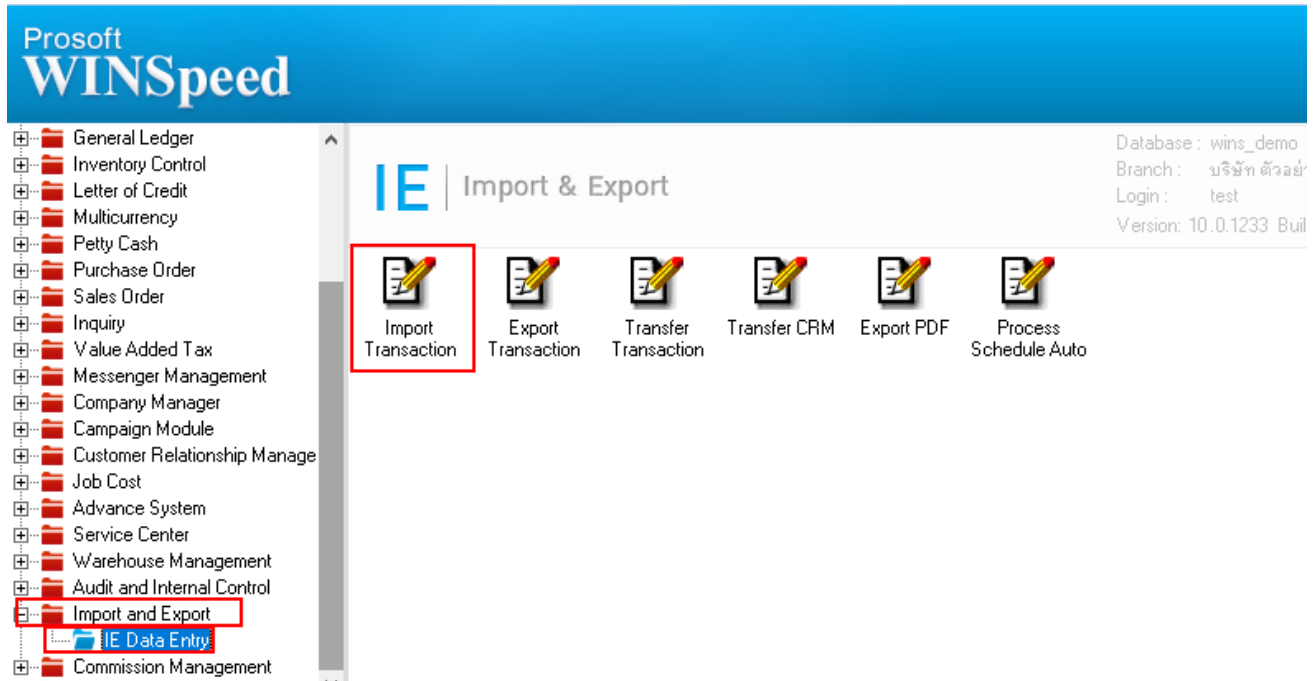 Prosoft
WINSpeed
General Ledger
Inventory Control
Letter of Credit
Multicurrency
Petty Cash
Purchase Order
Sales Order
Inquiry
Value Added Tax
Messenger Management
Company Manager
Campaign Module
Customer Relationship Manage
Job Cost
Advance System
Service Center
Warehouse Management
Audit and Internal Control
Import and Export
IE Data Entry
Commission Management
IE | Import & Export
Database : wins_demo
Branch : บริษัท ตัวอย่า
Login : test
Version: 10.0.1233 Buil
Import
Transaction
Export
Transaction
Transfer
Transaction
Transfer CRM
Export PDF
Process
Schedule Auto